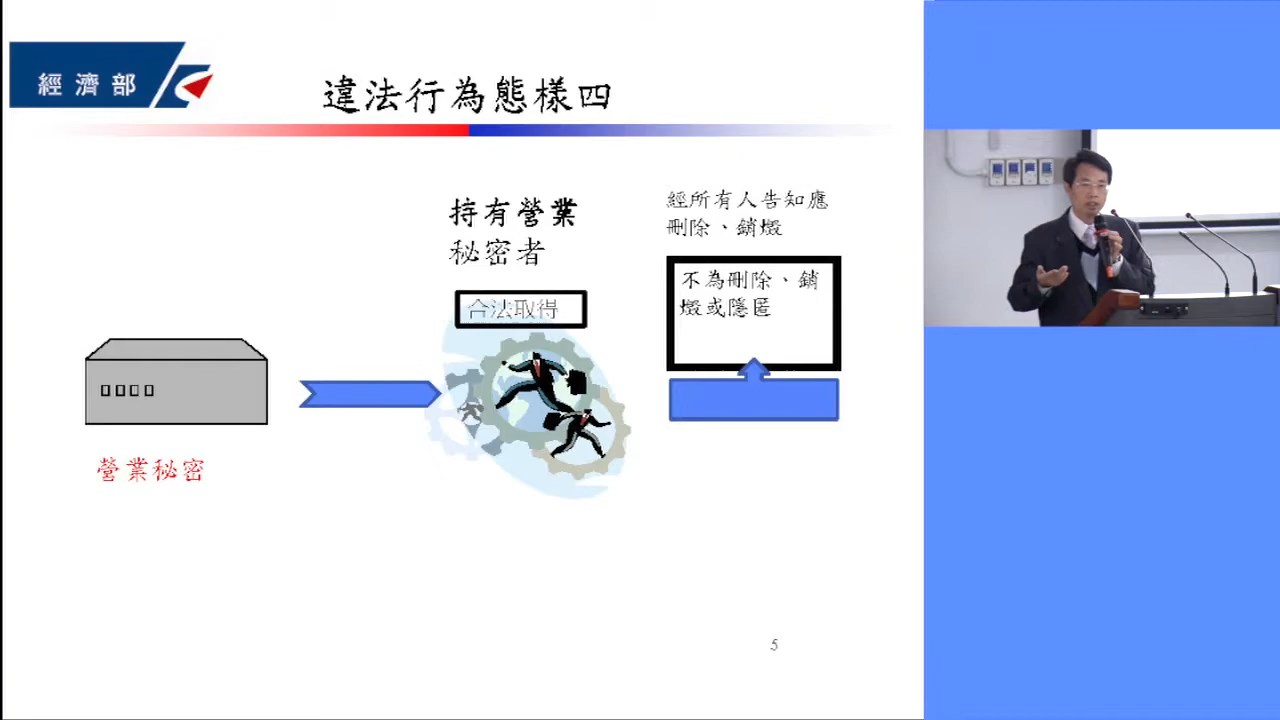 經濟部
違法行為態樣四
持有營業
秘密者
合法取得
經所有人告知應
刪除、銷燬
不為刪除、銷
燬或隱匿
營業秘密
5